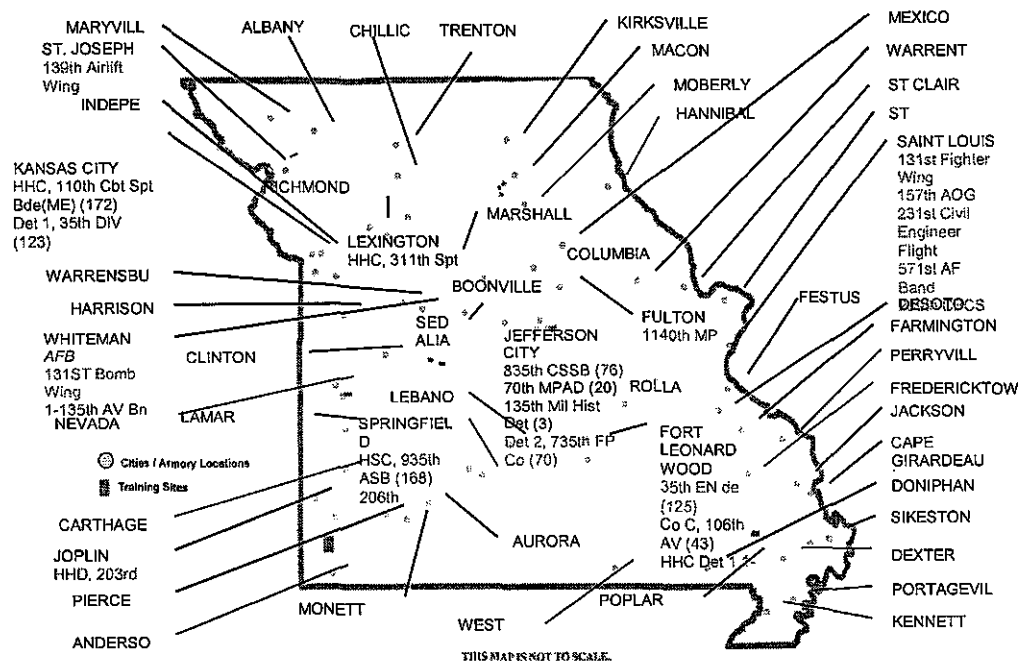 MARYVILL
ST. JOSEPH
139th Airlift
Wing
INDEPE
ALBANY
CHILLIC
TRENTON
KIRKSVILLE
MACON
MOBERLY
HANNIBAL
MEXICO
WARRENT
ST CLAIR
ST
SAINT LOUIS
131st Fighter
Wing
157th AOG
231st Civil
Engineer
Flight
571st AF
Band
KANSAS CITY
HHC, 110th Cbt Spt
Bde(ME) (172)
Det 1, 35th DIV
(123)
RICHMOND
LEXINGTON
HHC, 311th Spt
MARSHALL
COLUMBIA
BOONVILLE
FULTON
1140th MP
FESTUS
DESOTO
FARMINGTON
PERRYVILL
FREDERICKTOW
JACKSON
CAPE
GIRARDEAU
DONIPHAN
SIKESTON
DEXTER
PORTAGEVIL
KENNETT
WARRENSBU
HARRISON
WHITEMAN
AFB
131ST Bomb
Wing
1-135th AV Bn
NEVADA
CLINTON
LAMAR
SED
ALIA
LEBANO
SPRINGFIEL
D
HSC, 935th
ASB (168)
206th
JEFFERSON
CITY
835th CSSB (76)
70th MPAD (20)
135th Mil Hist
Det (3)
Det 2, 735th FP
Co (70)
ROLLA
FORT
LEONARD
WOOD
35th EN de
(125)
Co C, 106th
AV (43)
HHC Det 1
Cities / Armory Locations
Training Sites
CARTHAGE
JOPLIN
HHD, 203rd
PIERCE
ANDERSO
MONETT
AURORA
WEST
POPLAR
THIS MAP IS NOT TO SCALE.